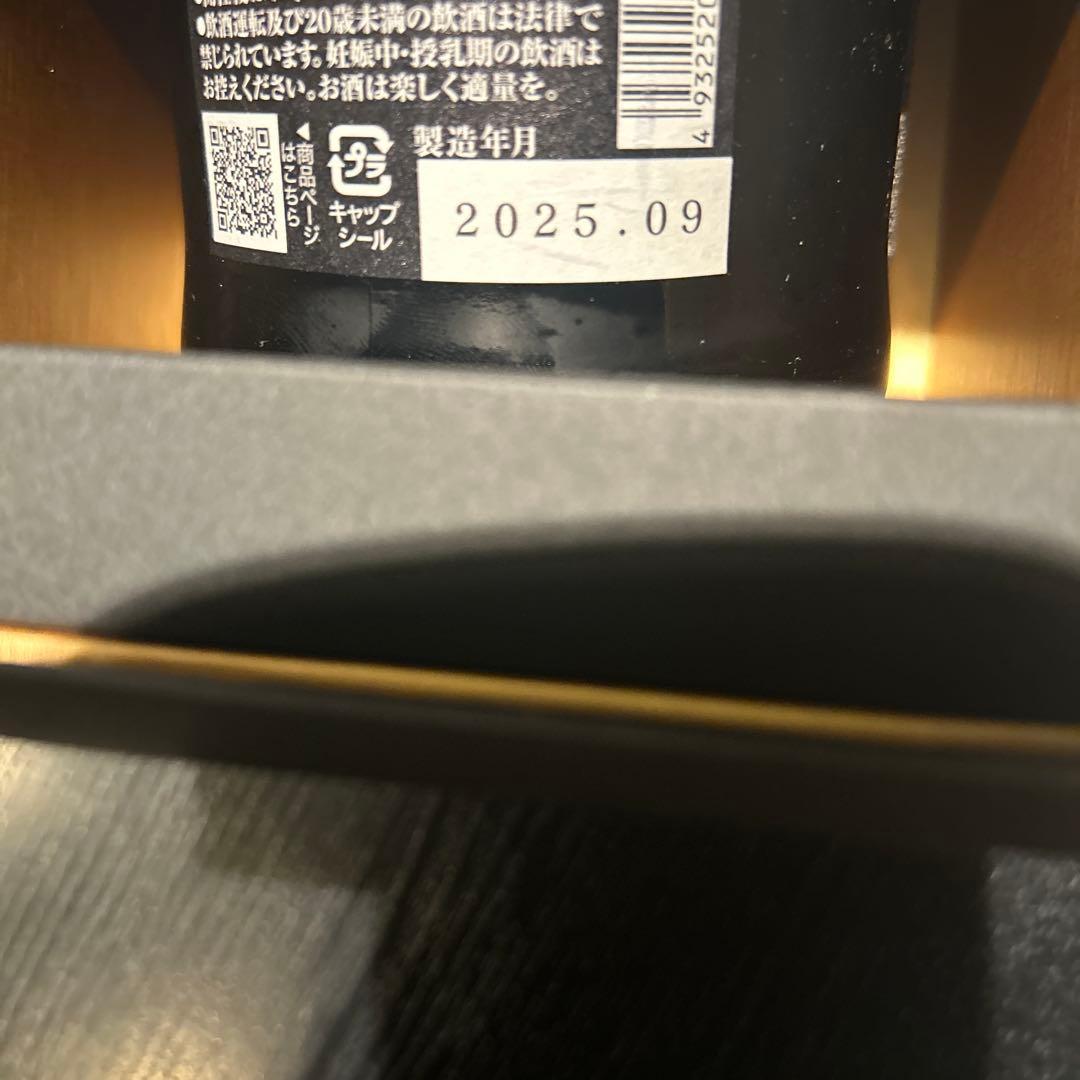 ●飲酒運転及び20歳未満の飲酒は法律で
禁じられています。妊娠中・授乳期の飲酒は
お控えください。お酒は楽しく適量を。
◀商品ページ
はこちら
プラ
キャップ
シール
製造年月
2025.09
4 932520